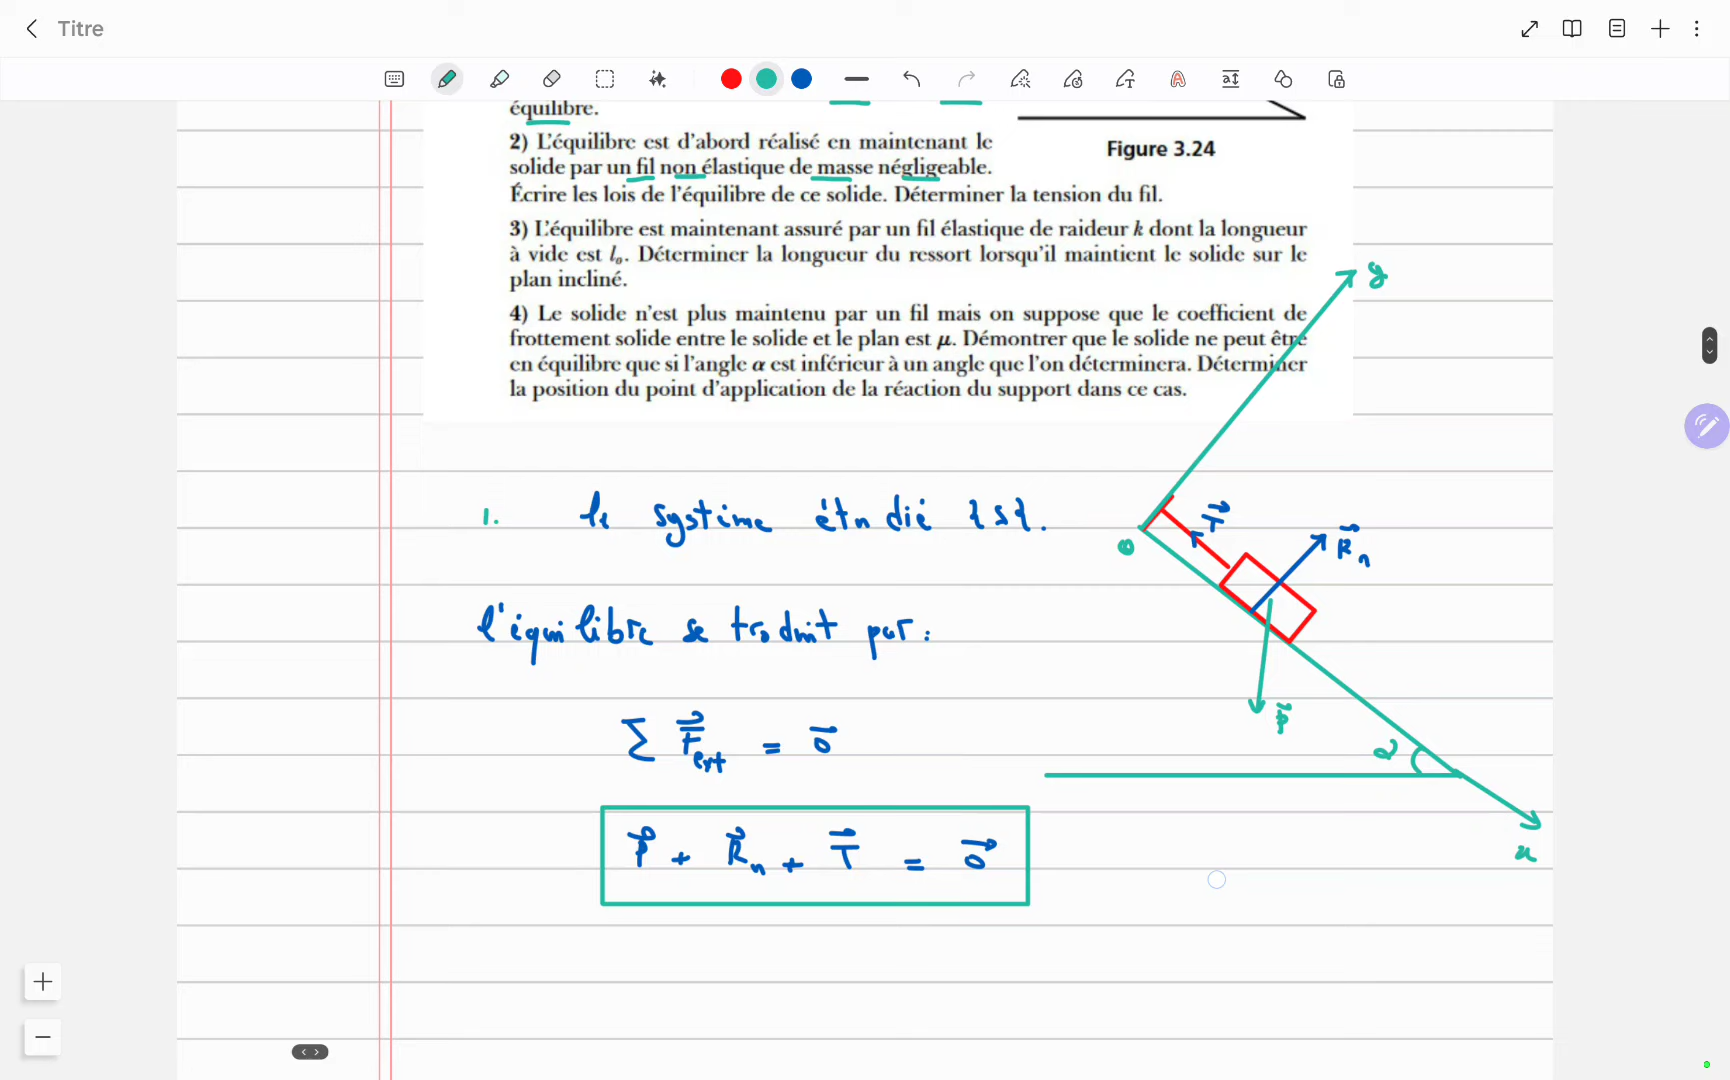 Titre
équilibre.
2) L'équilibre est d'abord réalisé en maintenant le
solide par un fil non élastique de masse négligeable.
Écrire les lois de l'équilibre de ce solide. Déterminer la tension du fil.
Figure 3.24
3) L'équilibre est maintenant assuré par un fil élastique de raideur k dont la longueur
à vide est l₀. Déterminer la longueur du ressort lorsqu'il maintient le solide sur le
plan incliné.
4) Le solide n'est plus maintenu par un fil mais on suppose que le coefficient de
frottement solide entre le solide et le plan est μ. Démontrer que le solide ne peut être
en équilibre que si l'angle α est inférieur à un angle que l'on déterminera. Déterminer
la position du point d'application de la réaction du support dans ce cas.
y
1. le système étudié {s}.
O
T⃗
R⃗n
l'équilibre se traduit par :
P⃗
∑ F⃗ext = 0⃗
α
P⃗ + R⃗n + T⃗ = 0⃗
x